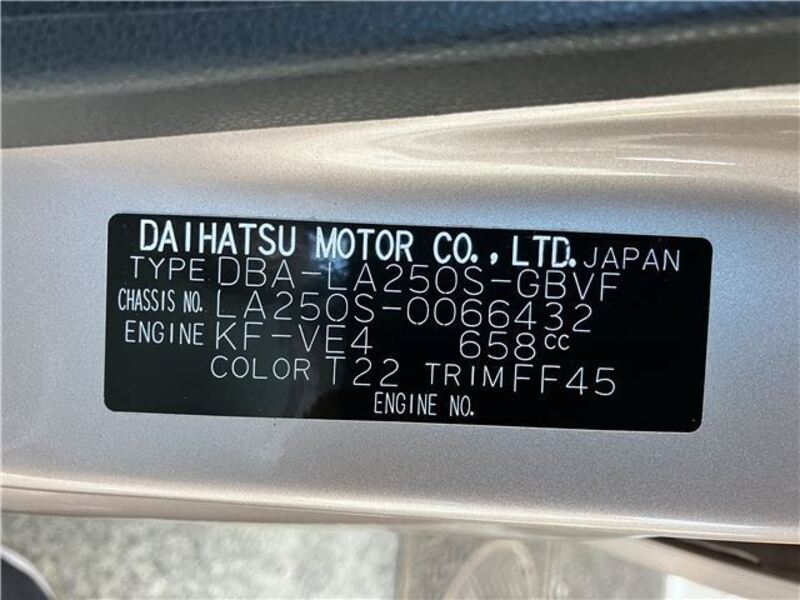 DAIHATSU MOTOR CO., LTD. JAPAN
TYPE DBA-LA250S-GBVF
CHASSIS NO. LA250S-0066432
ENGINE KF-VE4 658cc
COLOR T22 TRIM FF45
ENGINE NO.